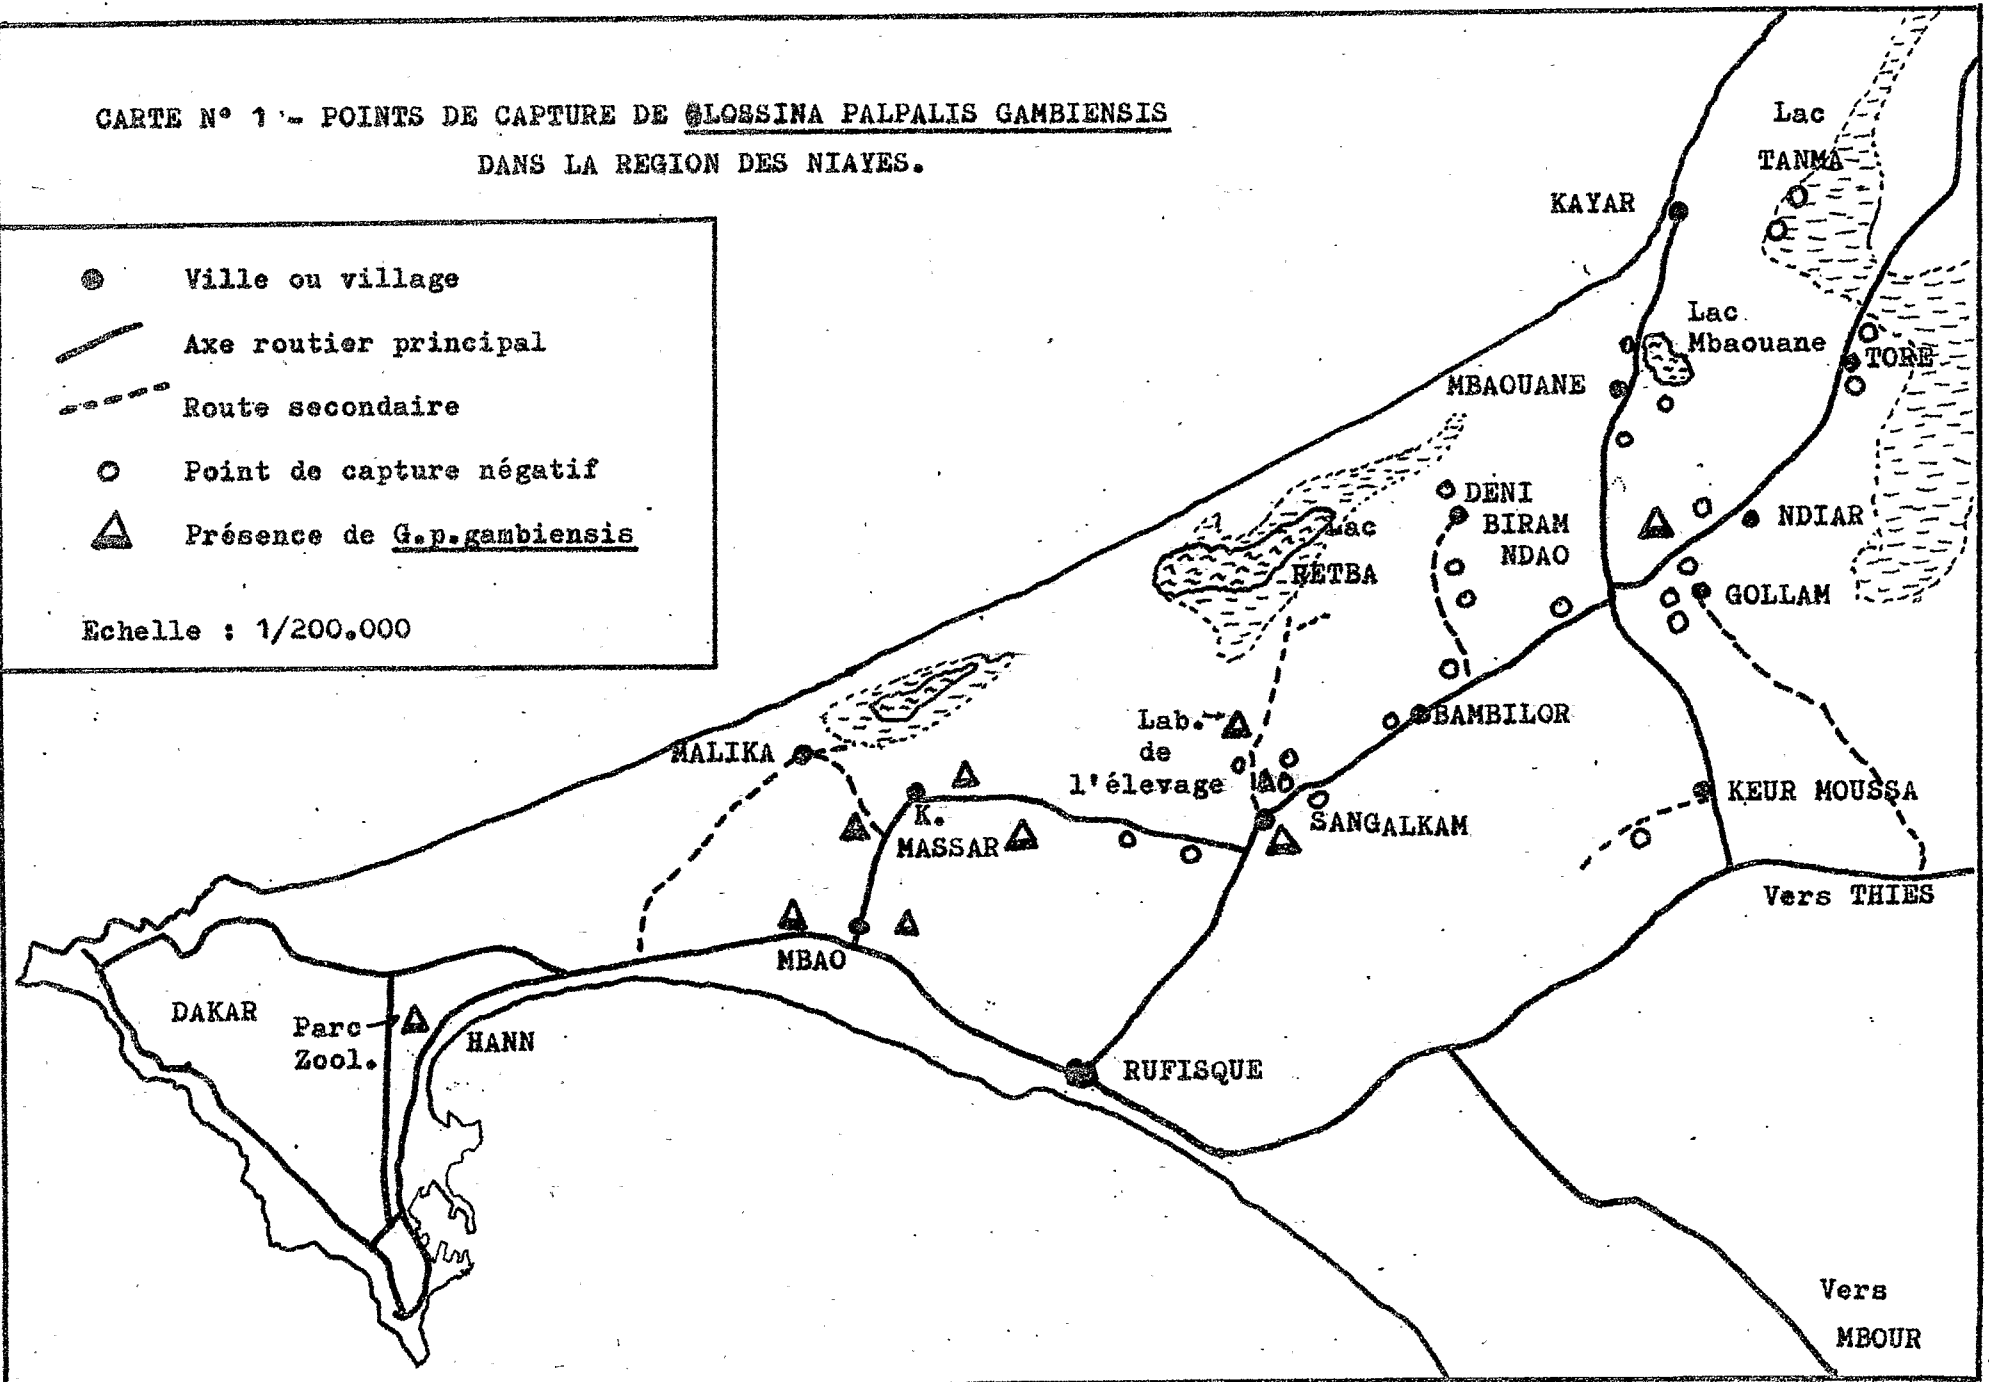 CARTE N° 1 - POINTS DE CAPTURE DE GLOSSINA PALPALIS GAMBIENSIS
DANS LA REGION DES NIAYES.
Ville ou village
Axe routier principal
Route secondaire
Point de capture négatif
Présence de G.p.gambiensis
Echelle : 1/200.000
Lac
TANMA
KAYAR
Lac
Mbaouane
TORE
MBAOUANE
DENI
BIRAM
NDAO
NDIAR
Lac
RETBA
GOLLAM
BAMBILOR
Lab.
de
l'élevage
MALIKA
KEUR MOUSSA
K.
MASSAR
SANGALKAM
Vers THIES
MBAO
DAKAR
Parc
Zool.
HANN
RUFISQUE
Vers
MBOUR